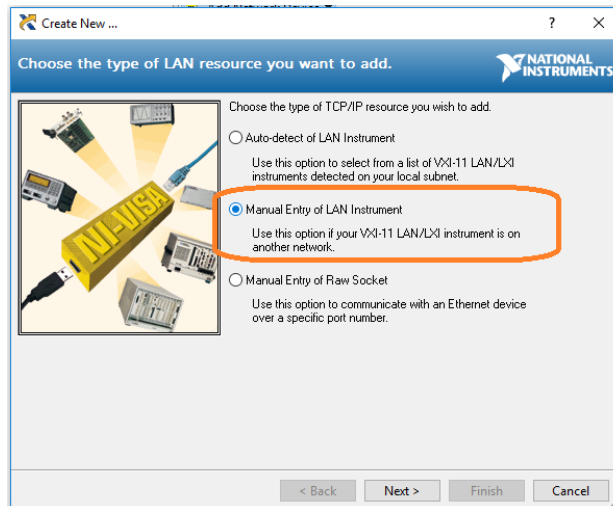 Create New ...
Choose the type of LAN resource you want to add.
NATIONAL
INSTRUMENTS
Choose the type of TCP/IP resource you wish to add.
Auto-detect of LAN Instrument
Use this option to select from a list of VXI-11 LAN/LXI
instruments detected on your local subnet.
Manual Entry of LAN Instrument
Use this option if your VXI-11 LAN/LXI instrument is on
another network.
Manual Entry of Raw Socket
Use this option to communicate with an Ethernet device
over a specific port number.
NI-VISA
< Back
Next >
Finish
Cancel